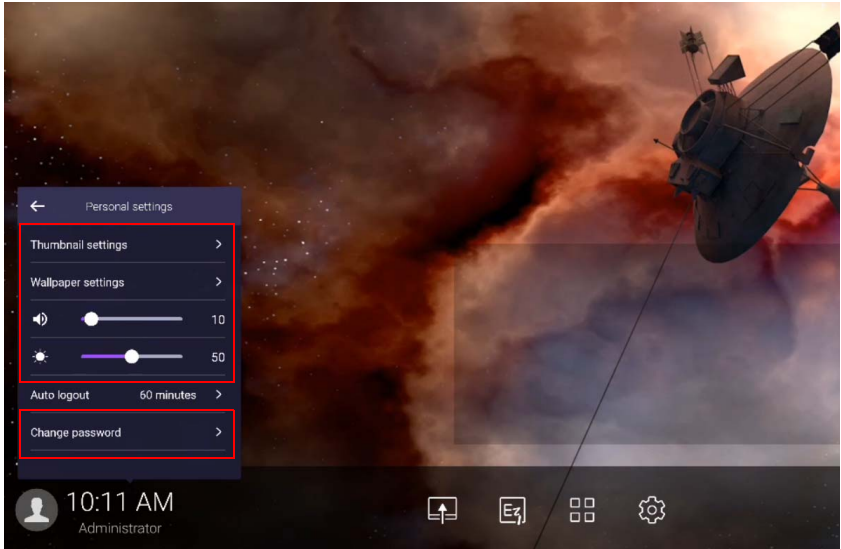 Personal settings
Thumbnail settings
Wallpaper settings
10
50
Auto logout 60 minutes
Change password
10:11 AM
Administrator